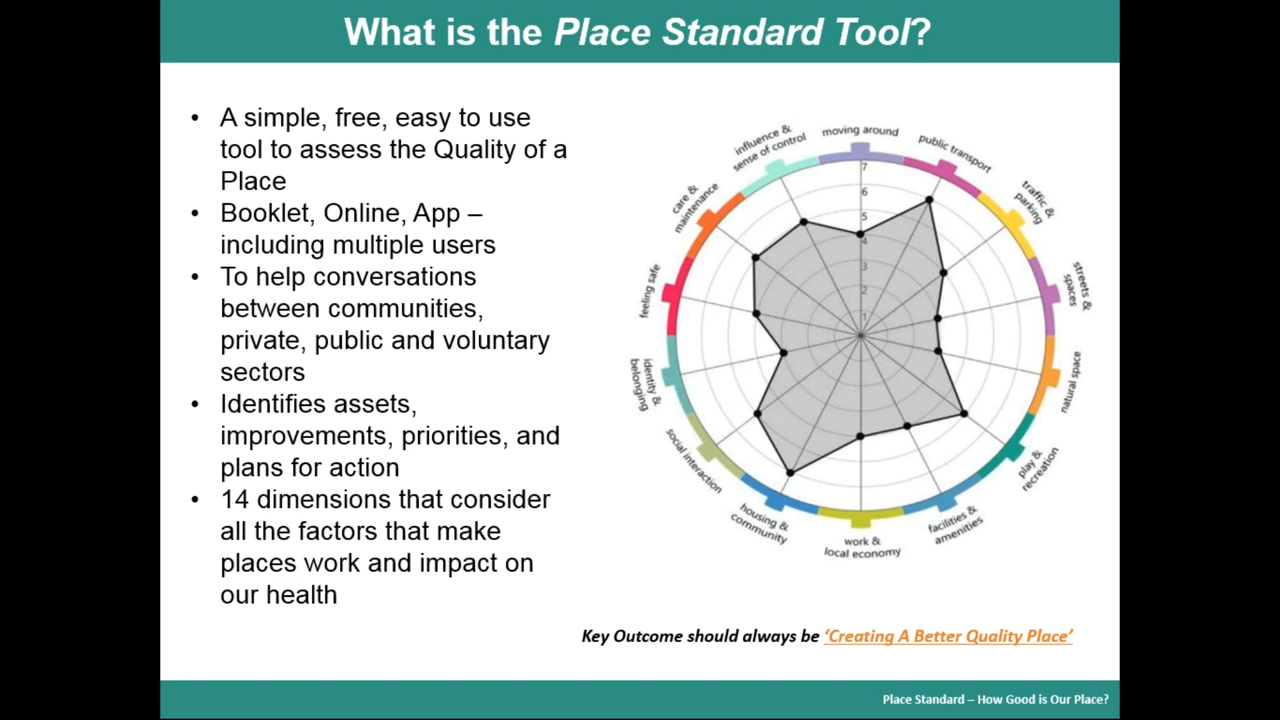 What is the Place Standard Tool?
• A simple, free, easy to use
tool to assess the Quality of a
Place
• Booklet, Online, App –
including multiple users
• To help conversations
between communities,
private, public and voluntary
sectors
• Identifies assets,
improvements, priorities, and
plans for action
• 14 dimensions that consider
all the factors that make
places work and impact on
our health
moving around
public transport
traffic &
parking
streets &
spaces
natural space
play &
recreation
facilities &
amenities
work &
local economy
housing &
community
social interaction
identity &
belonging
feeling safe
care &
maintenance
influence &
sense of control
7
6
5
4
3
2
1
Key Outcome should always be ‘Creating A Better Quality Place’
Place Standard – How Good is Our Place?